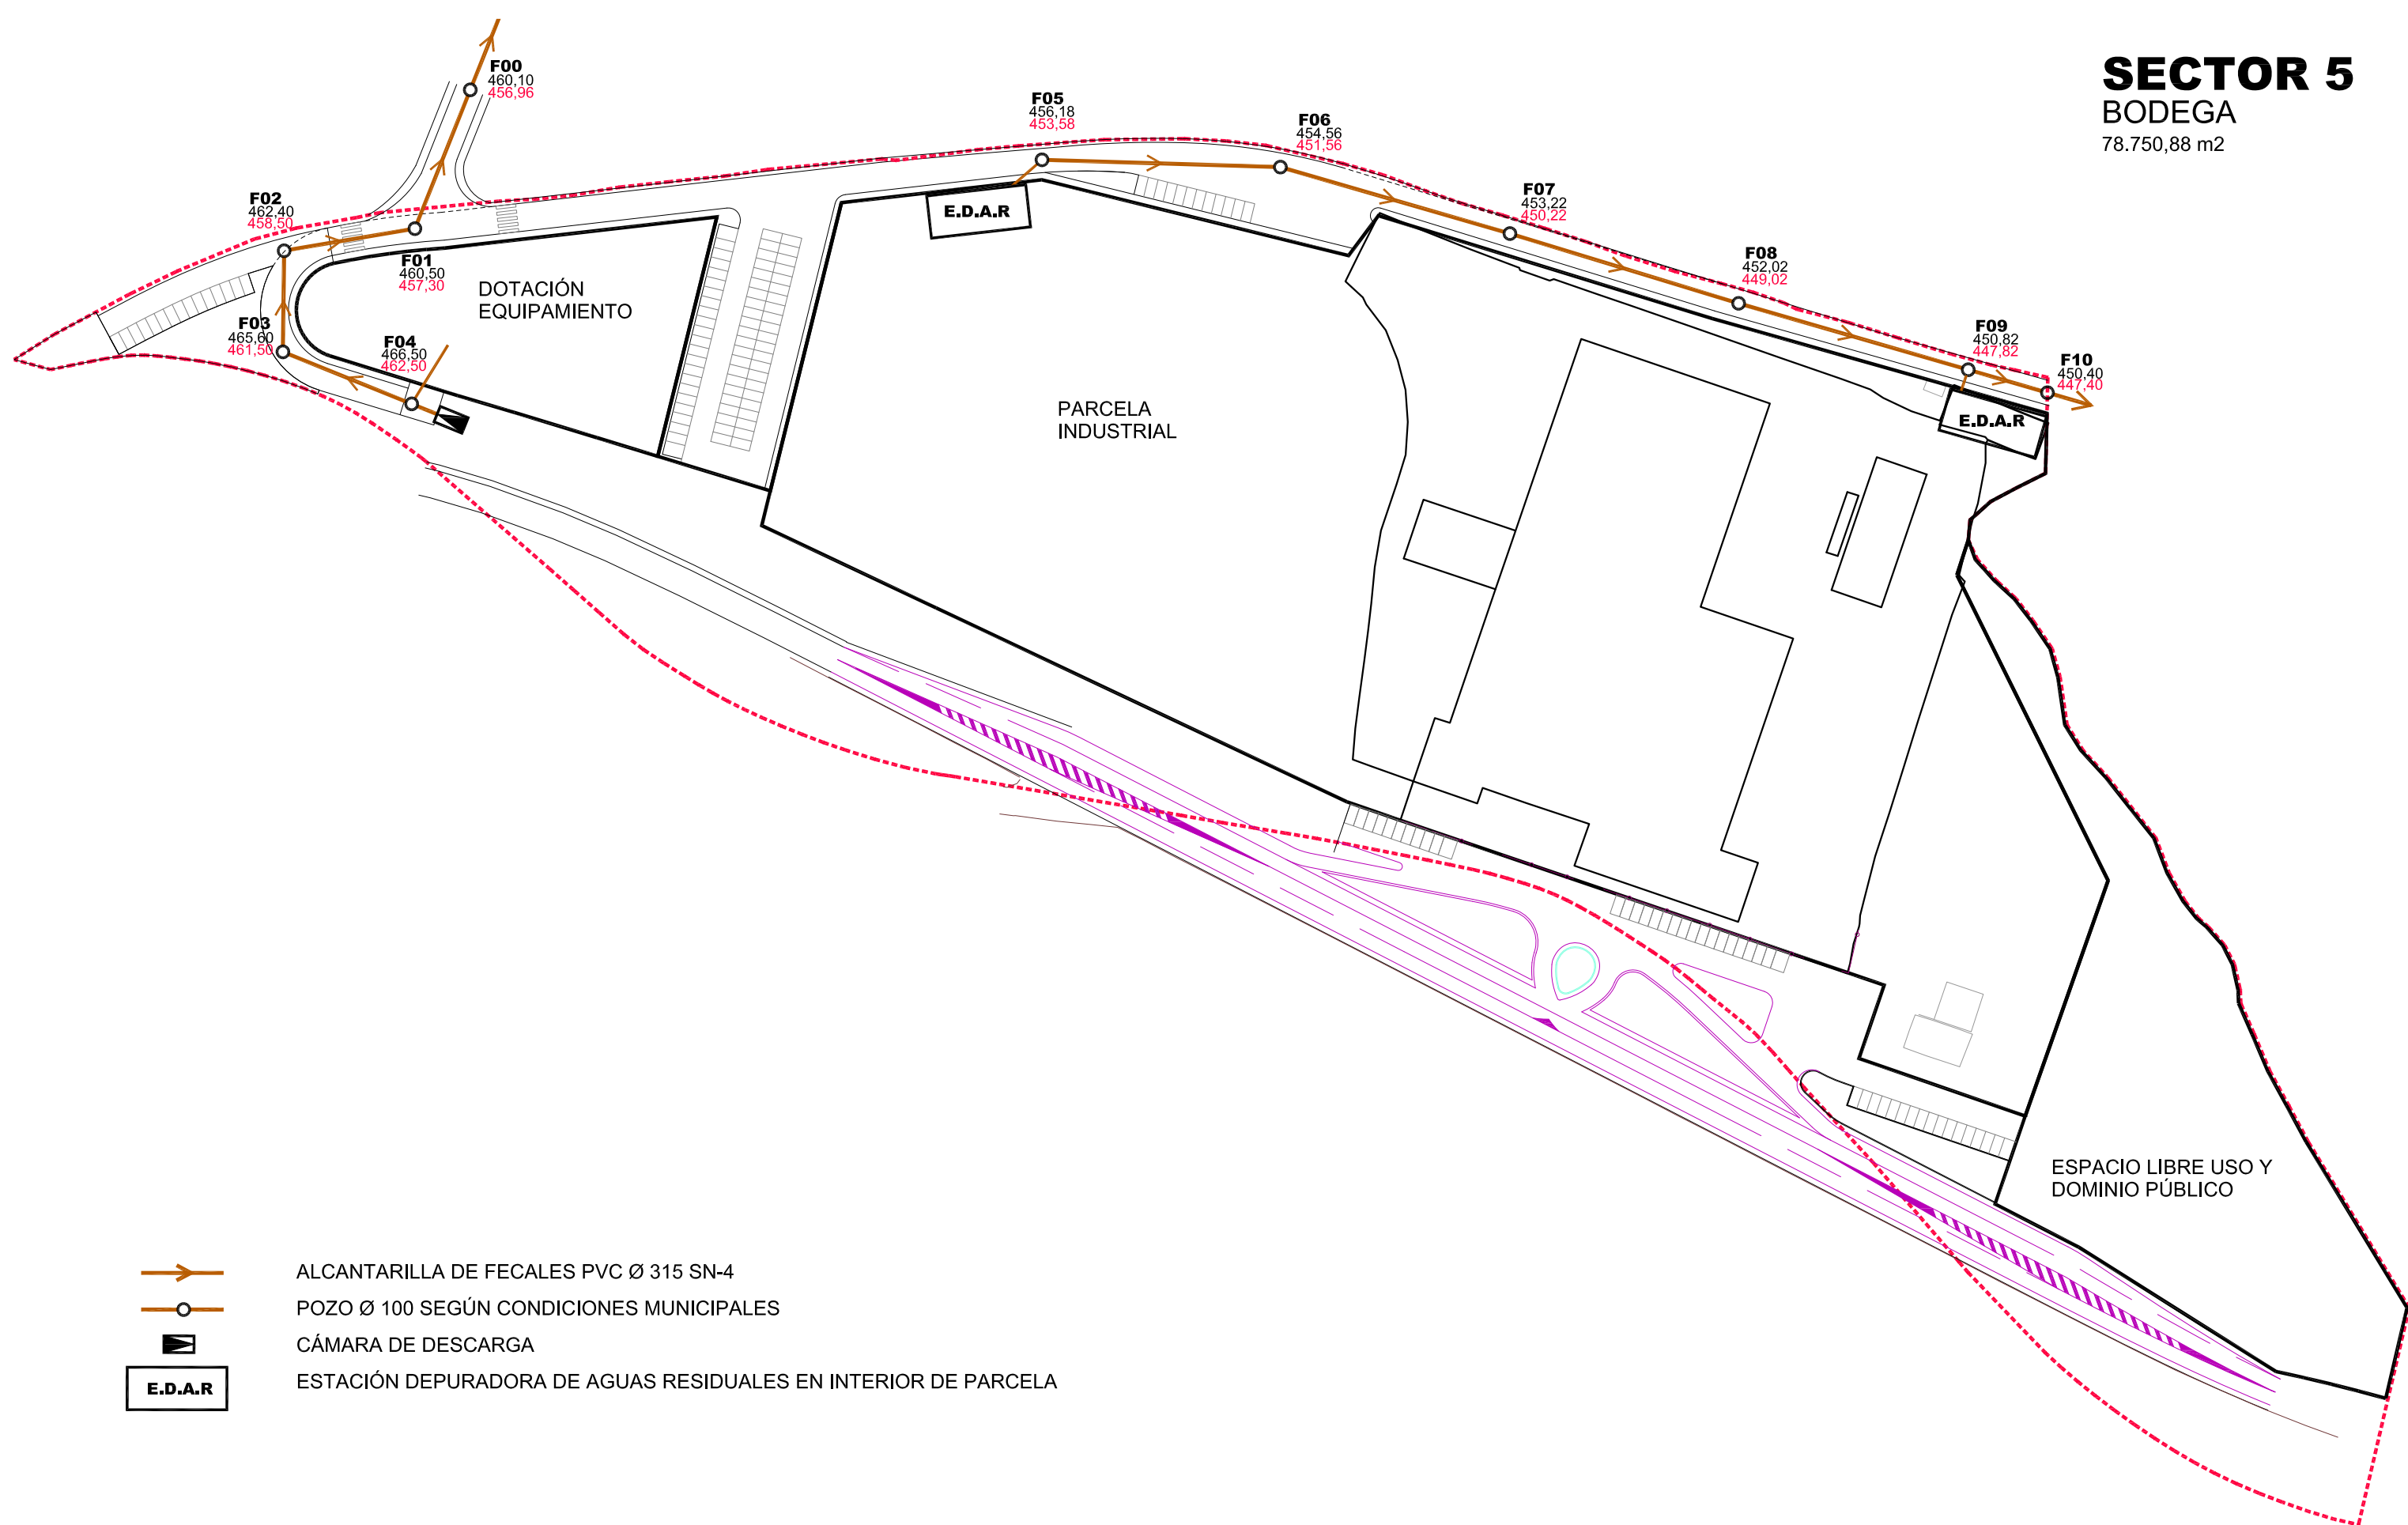 SECTOR 5
BODEGA
78.750,88 m2
F00
460,10
456,96
F05
456,18
453,58
F06
454,56
451,56
F02
462,40
458,50
F07
453,22
450,22
F01
460,50
457,30
F08
452,02
449,02
F03
465,60
461,50
F04
466,50
462,50
F09
450,82
447,82
F10
450,40
447,40
E.D.A.R
DOTACIÓN
EQUIPAMIENTO
PARCELA
INDUSTRIAL
E.D.A.R
ESPACIO LIBRE USO Y
DOMINIO PÚBLICO
ALCANTARILLA DE FECALES PVC Ø 315 SN-4
POZO Ø 100 SEGÚN CONDICIONES MUNICIPALES
CÁMARA DE DESCARGA
E.D.A.R
ESTACIÓN DEPURADORA DE AGUAS RESIDUALES EN INTERIOR DE PARCELA